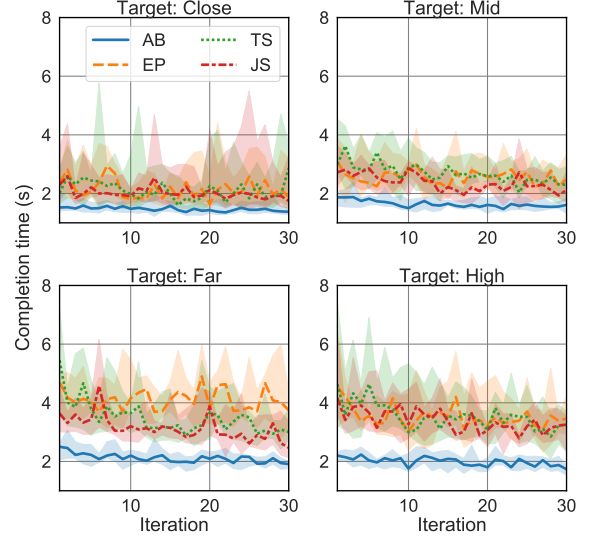 Target: Close
Target: Mid
8
6
4
2
10
20
30
AB
EP
TS
JS
8
6
4
2
10
20
30
Completion time (s)
Target: Far
Target: High
8
6
4
2
10
20
30
Iteration
8
6
4
2
10
20
30
Iteration